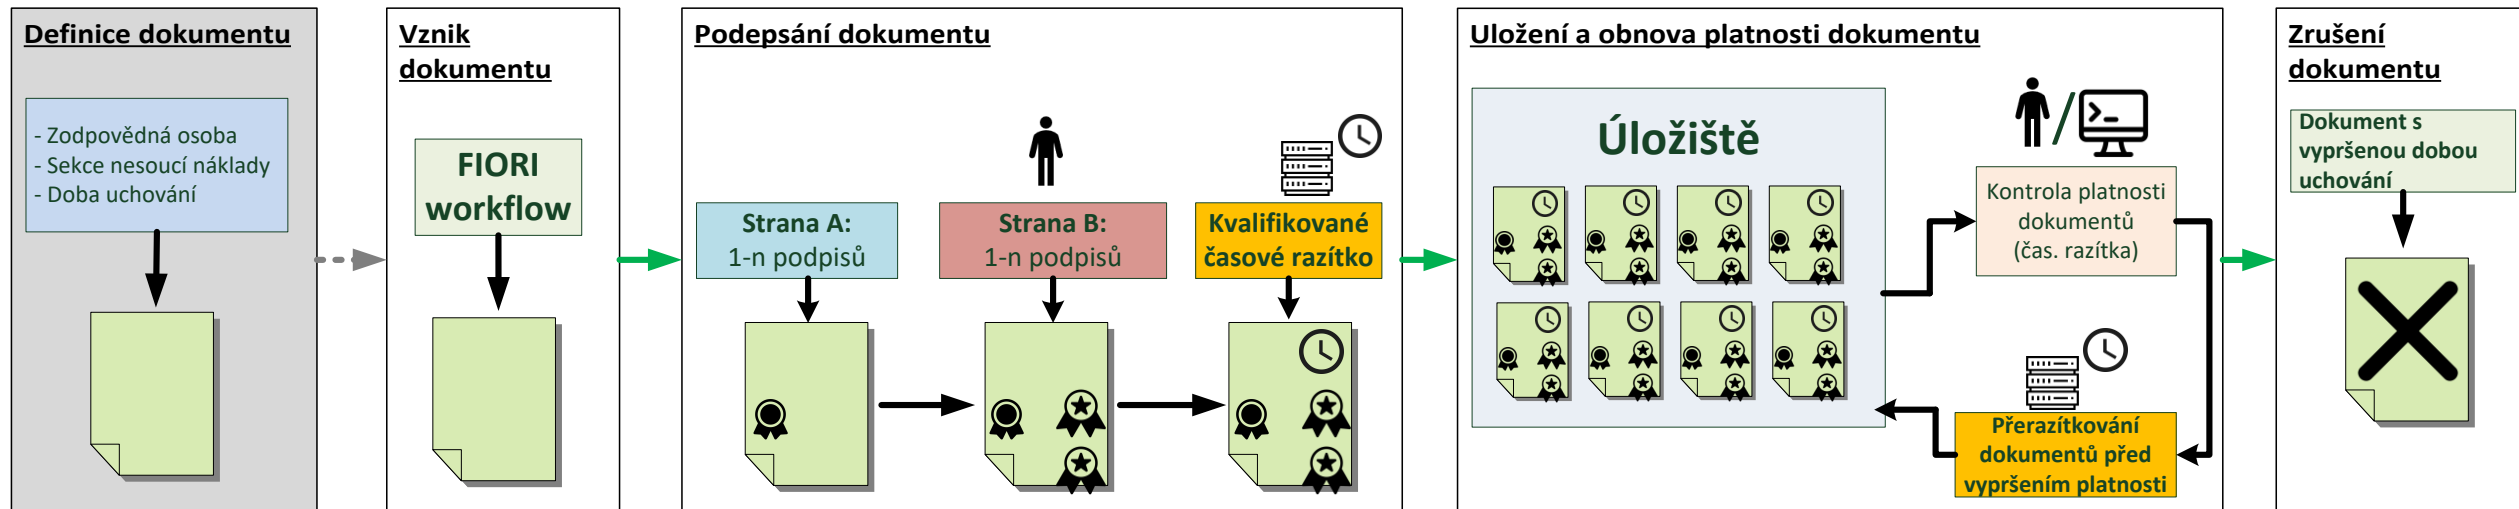 Definice dokumentu
- Zodpovědná osoba
- Sekce nesoucí náklady
- Doba uchování
Vznik
dokumentu
FIORI
workflow
Podepsání dokumentu
Strana A:
1-n podpisů
Strana B:
1-n podpisů
Kvalifikované
časové razítko
Uložení a obnova platnosti dokumentu
Úložiště
Kontrola platnosti
dokumentů
(čas. razítka)
Přerazítkování
dokumentů před
vypršením platnosti
Zrušení
dokumentu
Dokument s
vypršenou dobou
uchování